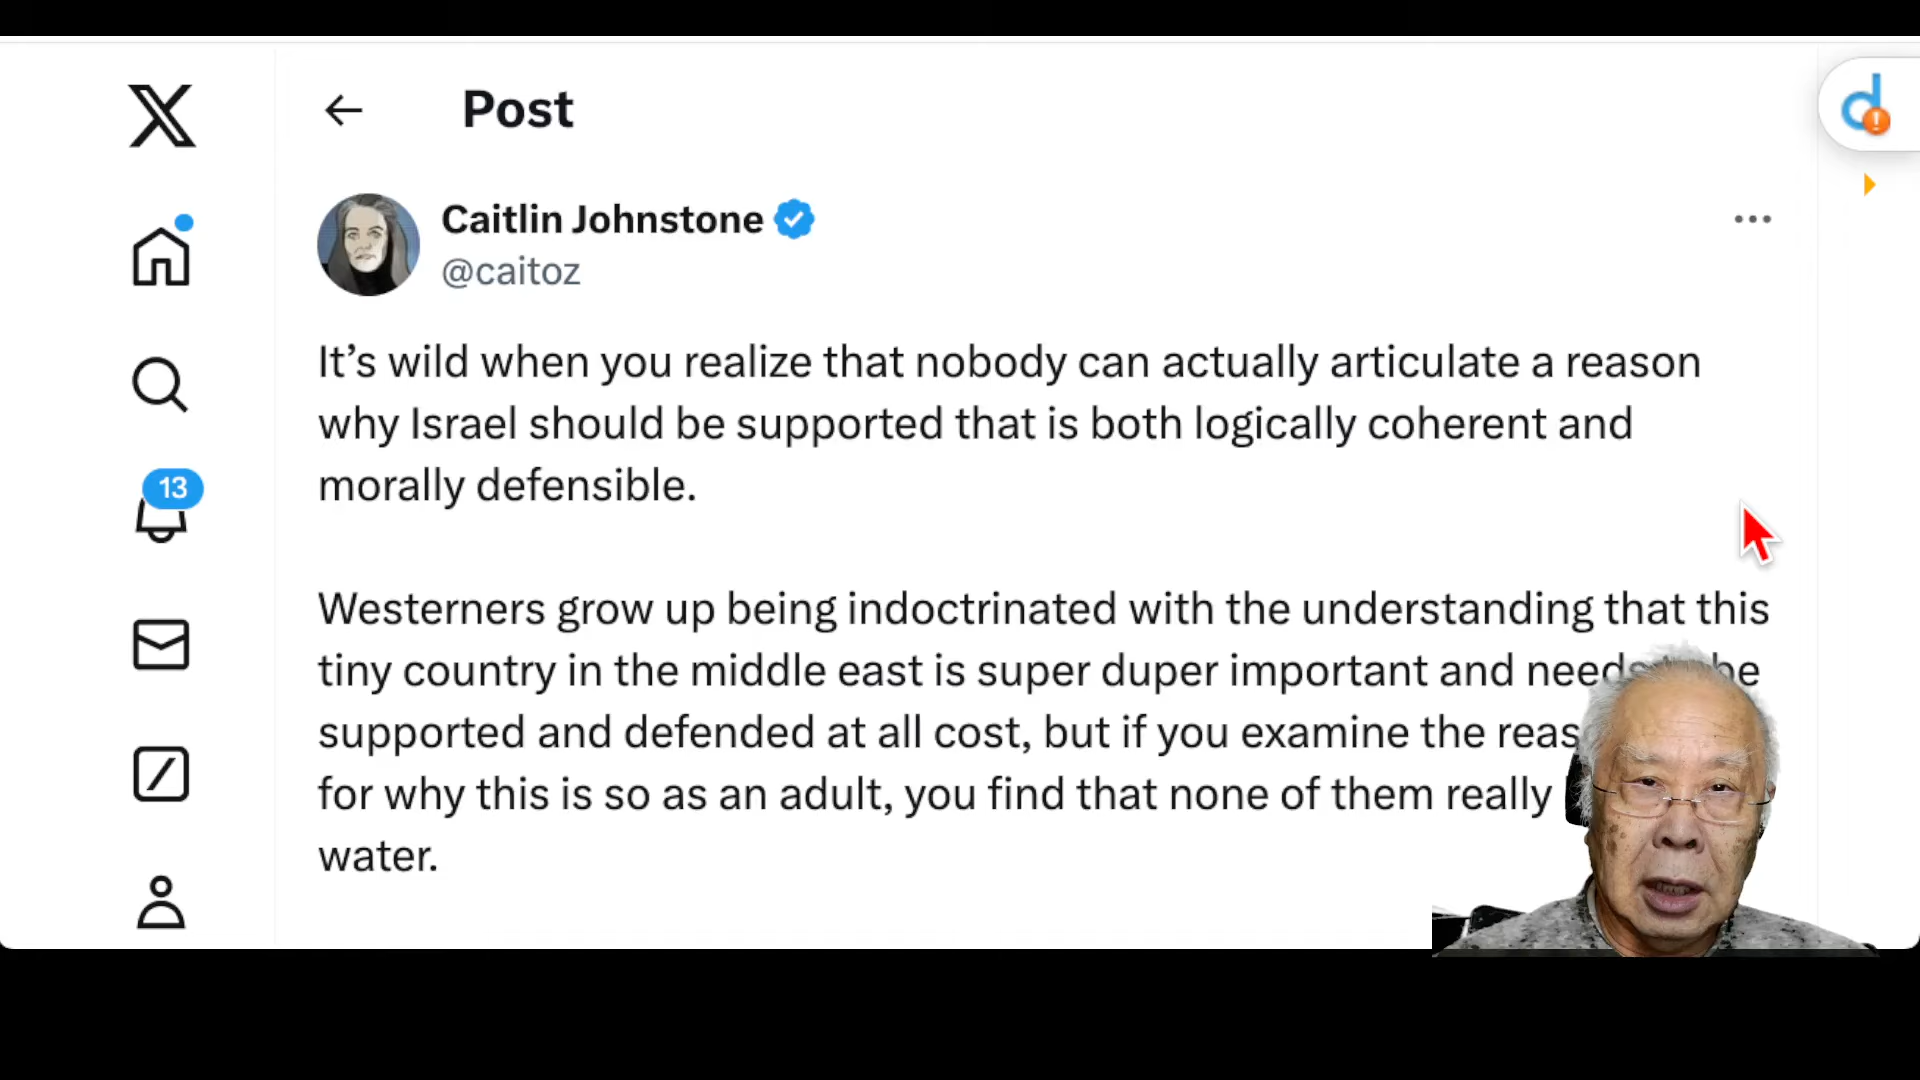 Post
Caitlin Johnstone
@caitoz
It’s wild when you realize that nobody can actually articulate a reason
why Israel should be supported that is both logically coherent and
morally defensible.
13
Westerners grow up being indoctrinated with the understanding that this
tiny country in the middle east is super duper important and be
supported and defended at all cost, but if you examine the
for why this is so as an adult, you find that none of them really
water.